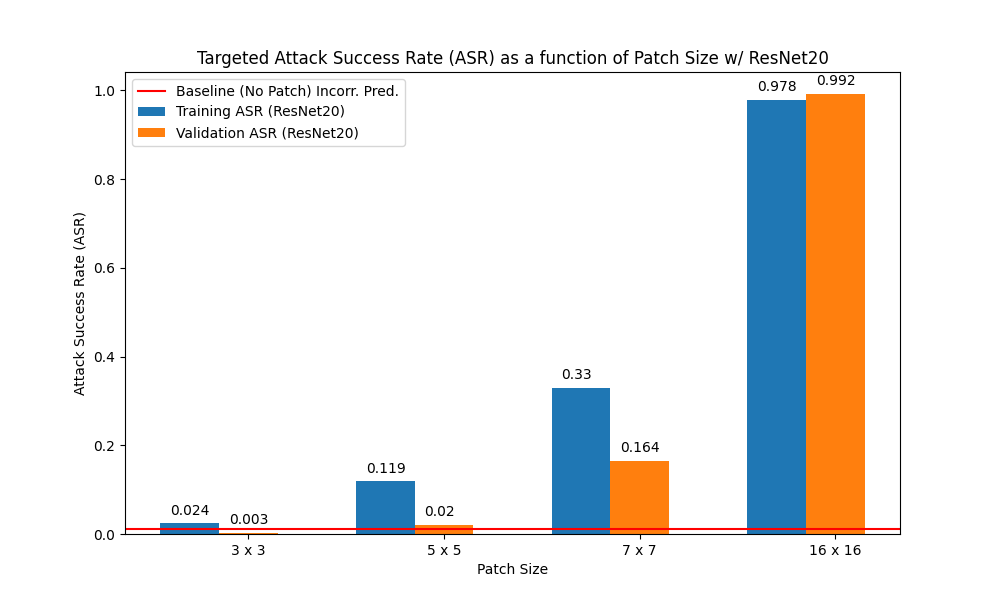 Targeted Attack Success Rate (ASR) as a function of Patch Size w/ ResNet20
Baseline (No Patch) Incorr. Pred.
Training ASR (ResNet20)
Validation ASR (ResNet20)
Attack Success Rate (ASR)
1.0
0.8
0.6
0.4
0.2
0.0
0.024
0.003
0.119
0.02
0.33
0.164
0.978
0.992
3 x 3
5 x 5
7 x 7
16 x 16
Patch Size